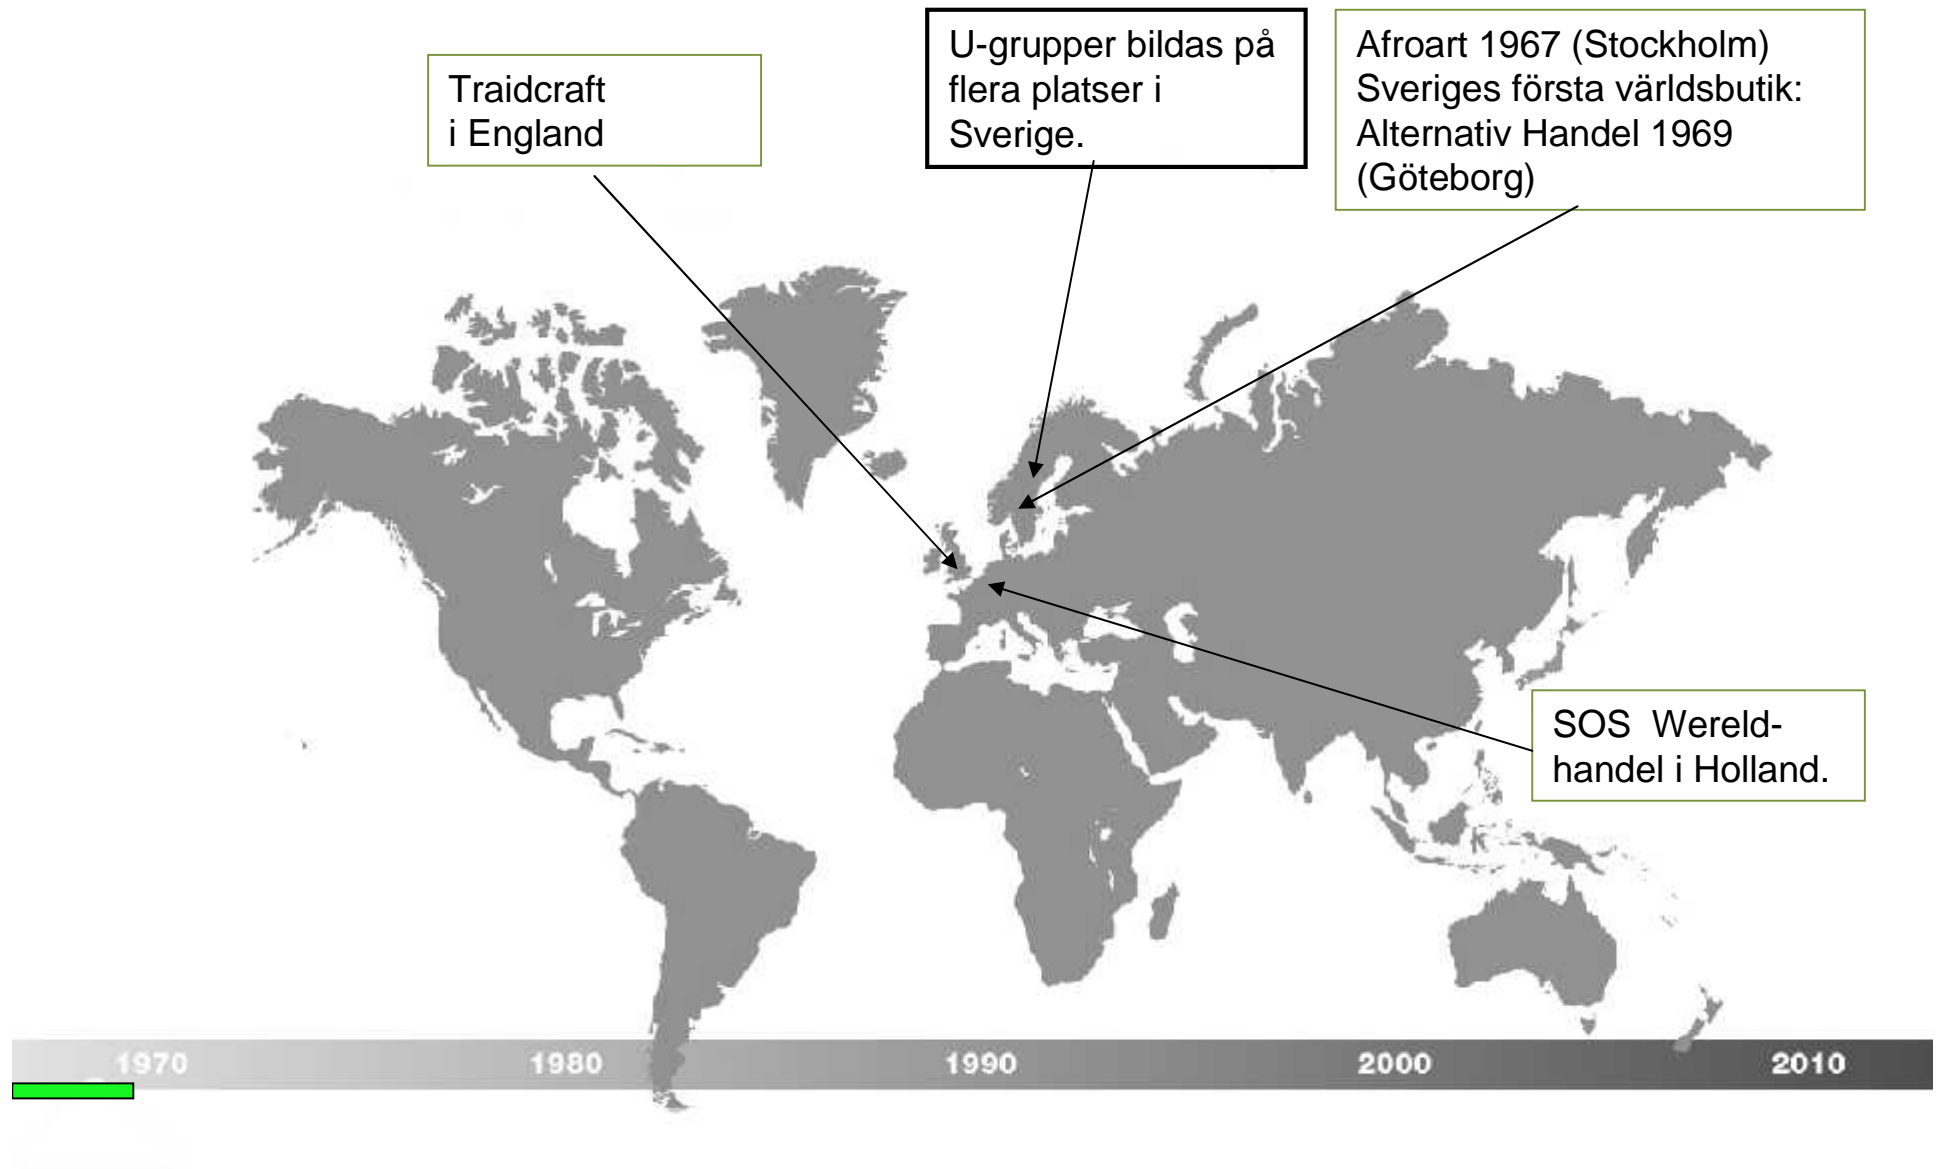 Traidcraft
i England
U-grupper bildas på
flera platser i
Sverige.
Afroart 1967 (Stockholm)
Sveriges första världsbutik:
Alternativ Handel 1969
(Göteborg)
SOS  Wereld-
handel i Holland.
1970 1980 1990 2000 2010